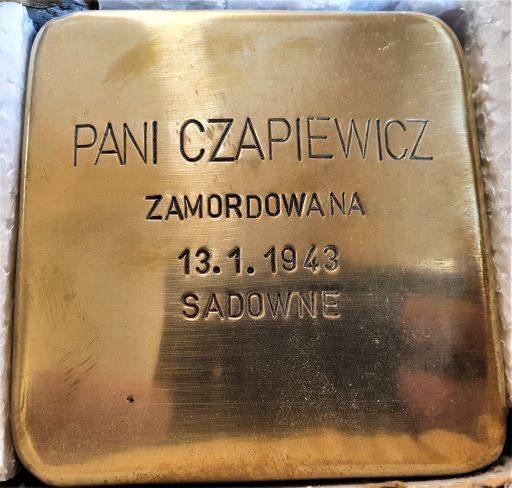 PANI CZAPIEWICZ
ZAMORDOWANA
13.1.1943
SADOWNE